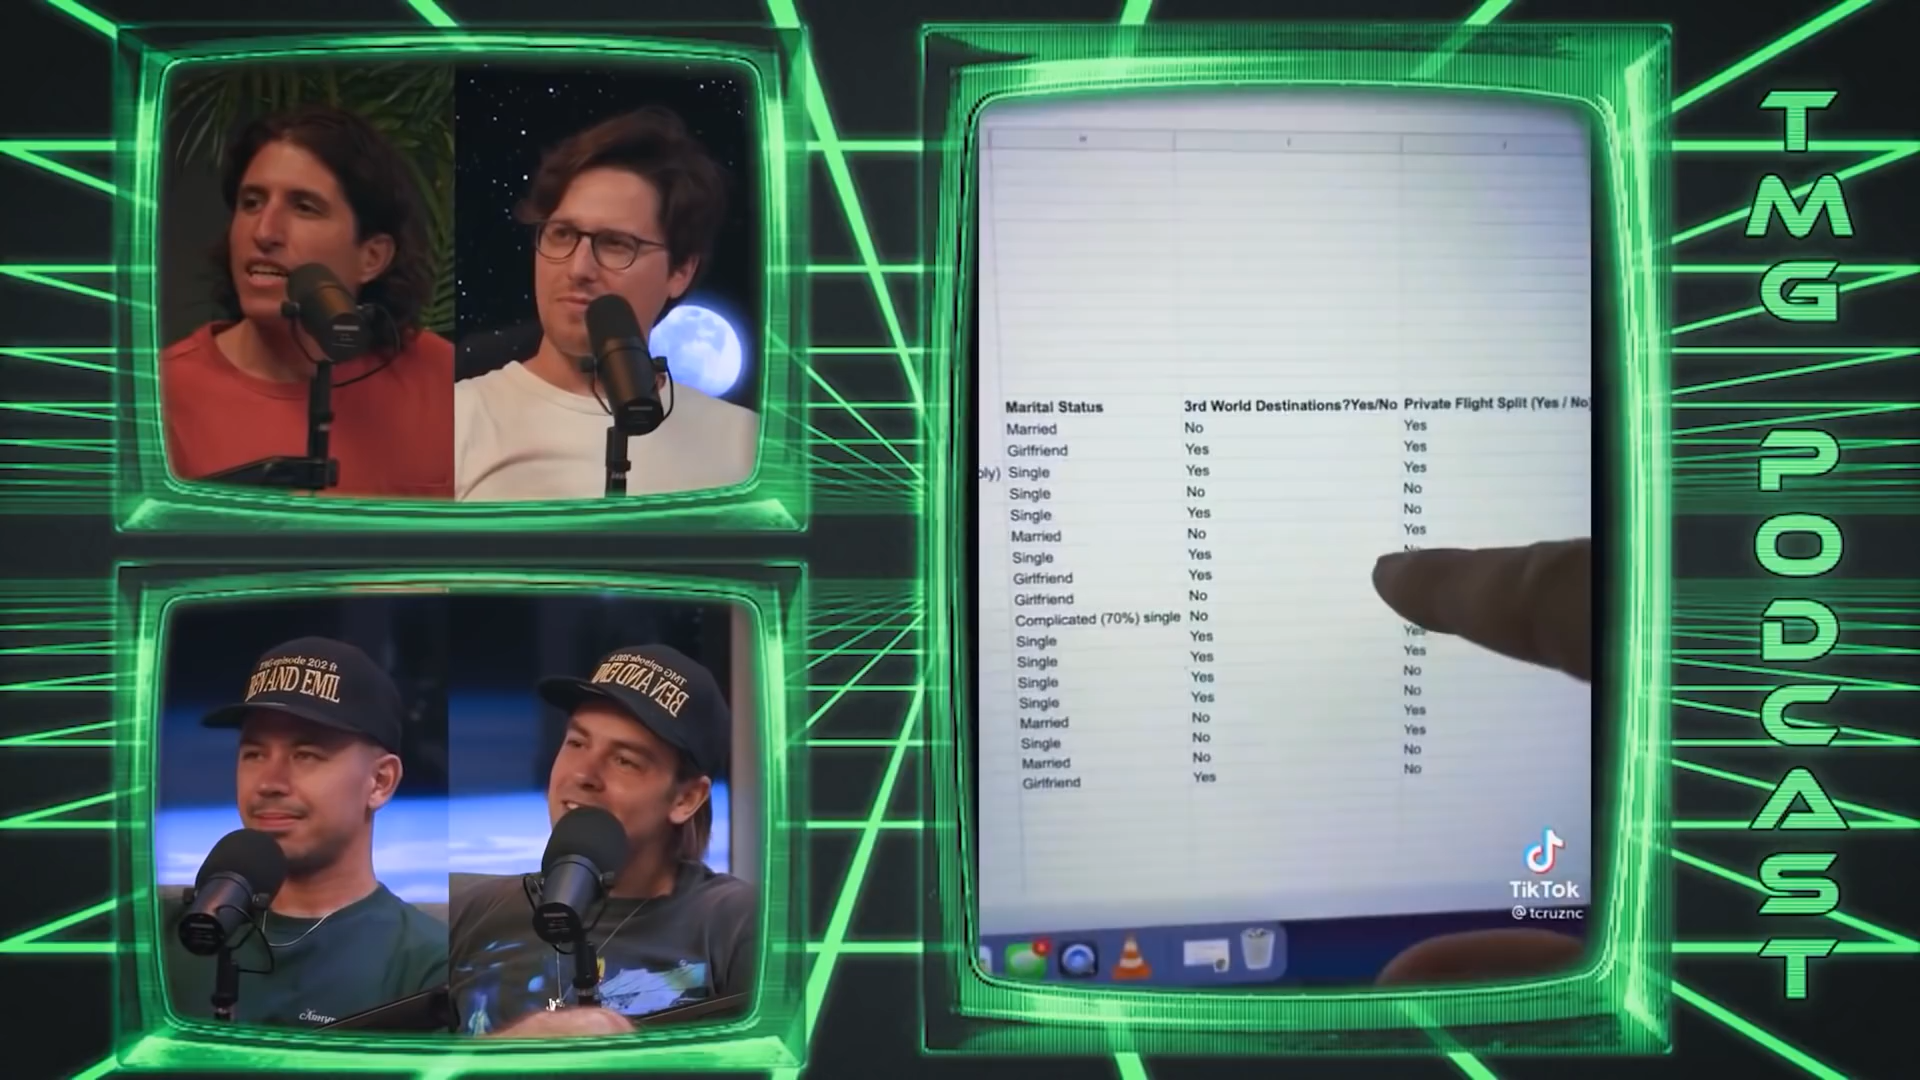 TMG PODCAST
Marital Status 3rd World Destinations?Yes/No Private Flight Split (Yes / No)
Married No Yes
Girlfriend Yes Yes
Single Yes Yes
Single No No
Single Yes No
Married No Yes
Single Yes
Girlfriend Yes
Girlfriend No
Complicated (70%) single No
Single Yes Yes
Single Yes Yes
Single Yes No
Single Yes No
Married No Yes
Single No Yes
Married No No
Girlfriend Yes No
TikTok
@tcruznc
TMG episode 202 ft
BEN AND EMIL
TMG episode 202 ft
BEN AND EMIL